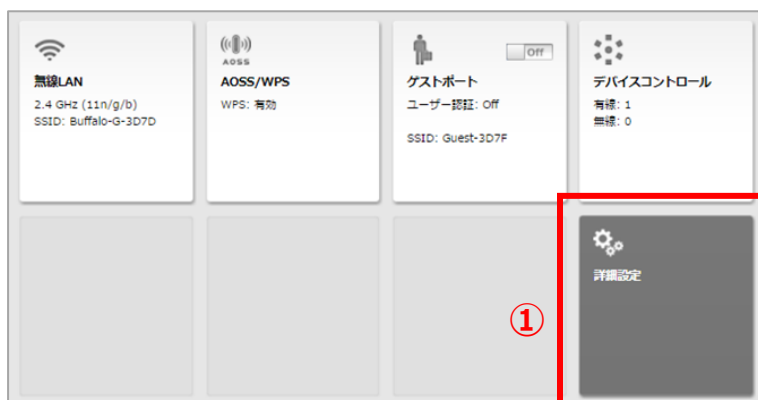 無線LAN
2.4 GHz (11n/g/b)
SSID: Buffalo-G-3D7D
AOSS
AOSS/WPS
WPS: 有効
Off
ゲストポート
ユーザー認証: Off
SSID: Guest-3D7F
デバイスコントロール
有線: 1
無線: 0
①
詳細設定